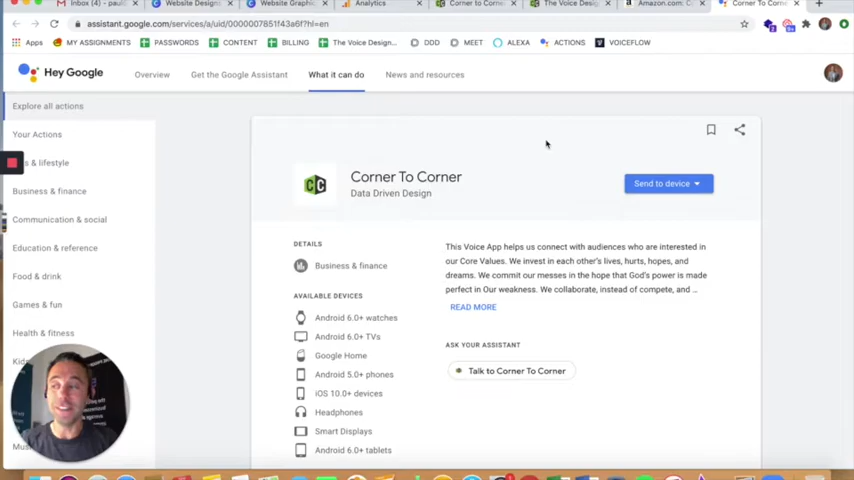 Inbox (4) - paul@
Website Designs
Website Graphic
Analytics
Corner to Corner
The Voice Design
Amazon.com: C
Corner To Corner
assistant.google.com/services/a/uid/0000007851f43a6f?hl=en
Apps
MY ASSIGNMENTS
PASSWORDS
CONTENT
BILLING
The Voice Design...
DDD
MEET
ALEXA
ACTIONS
VOICEFLOW
Hey Google
Overview
Get the Google Assistant
What it can do
News and resources
Explore all actions
Your Actions
& lifestyle
Business & finance
Communication & social
Education & reference
Food & drink
Games & fun
Health & fitness
Corner To Corner
Data Driven Design
Send to device
DETAILS
Business & finance
AVAILABLE DEVICES
Android 6.0+ watches
Android 6.0+ TVs
Google Home
Android 5.0+ phones
iOS 10.0+ devices
Headphones
Smart Displays
Android 6.0+ tablets
This Voice App helps us connect with audiences who are interested in
our Core Values. We invest in each other's lives, hurts, hopes, and
dreams. We commit our messes in the hope that God's power is made
perfect in Our weakness. We collaborate, instead of compete, and ...
READ MORE
ASK YOUR ASSISTANT
Talk to Corner To Corner